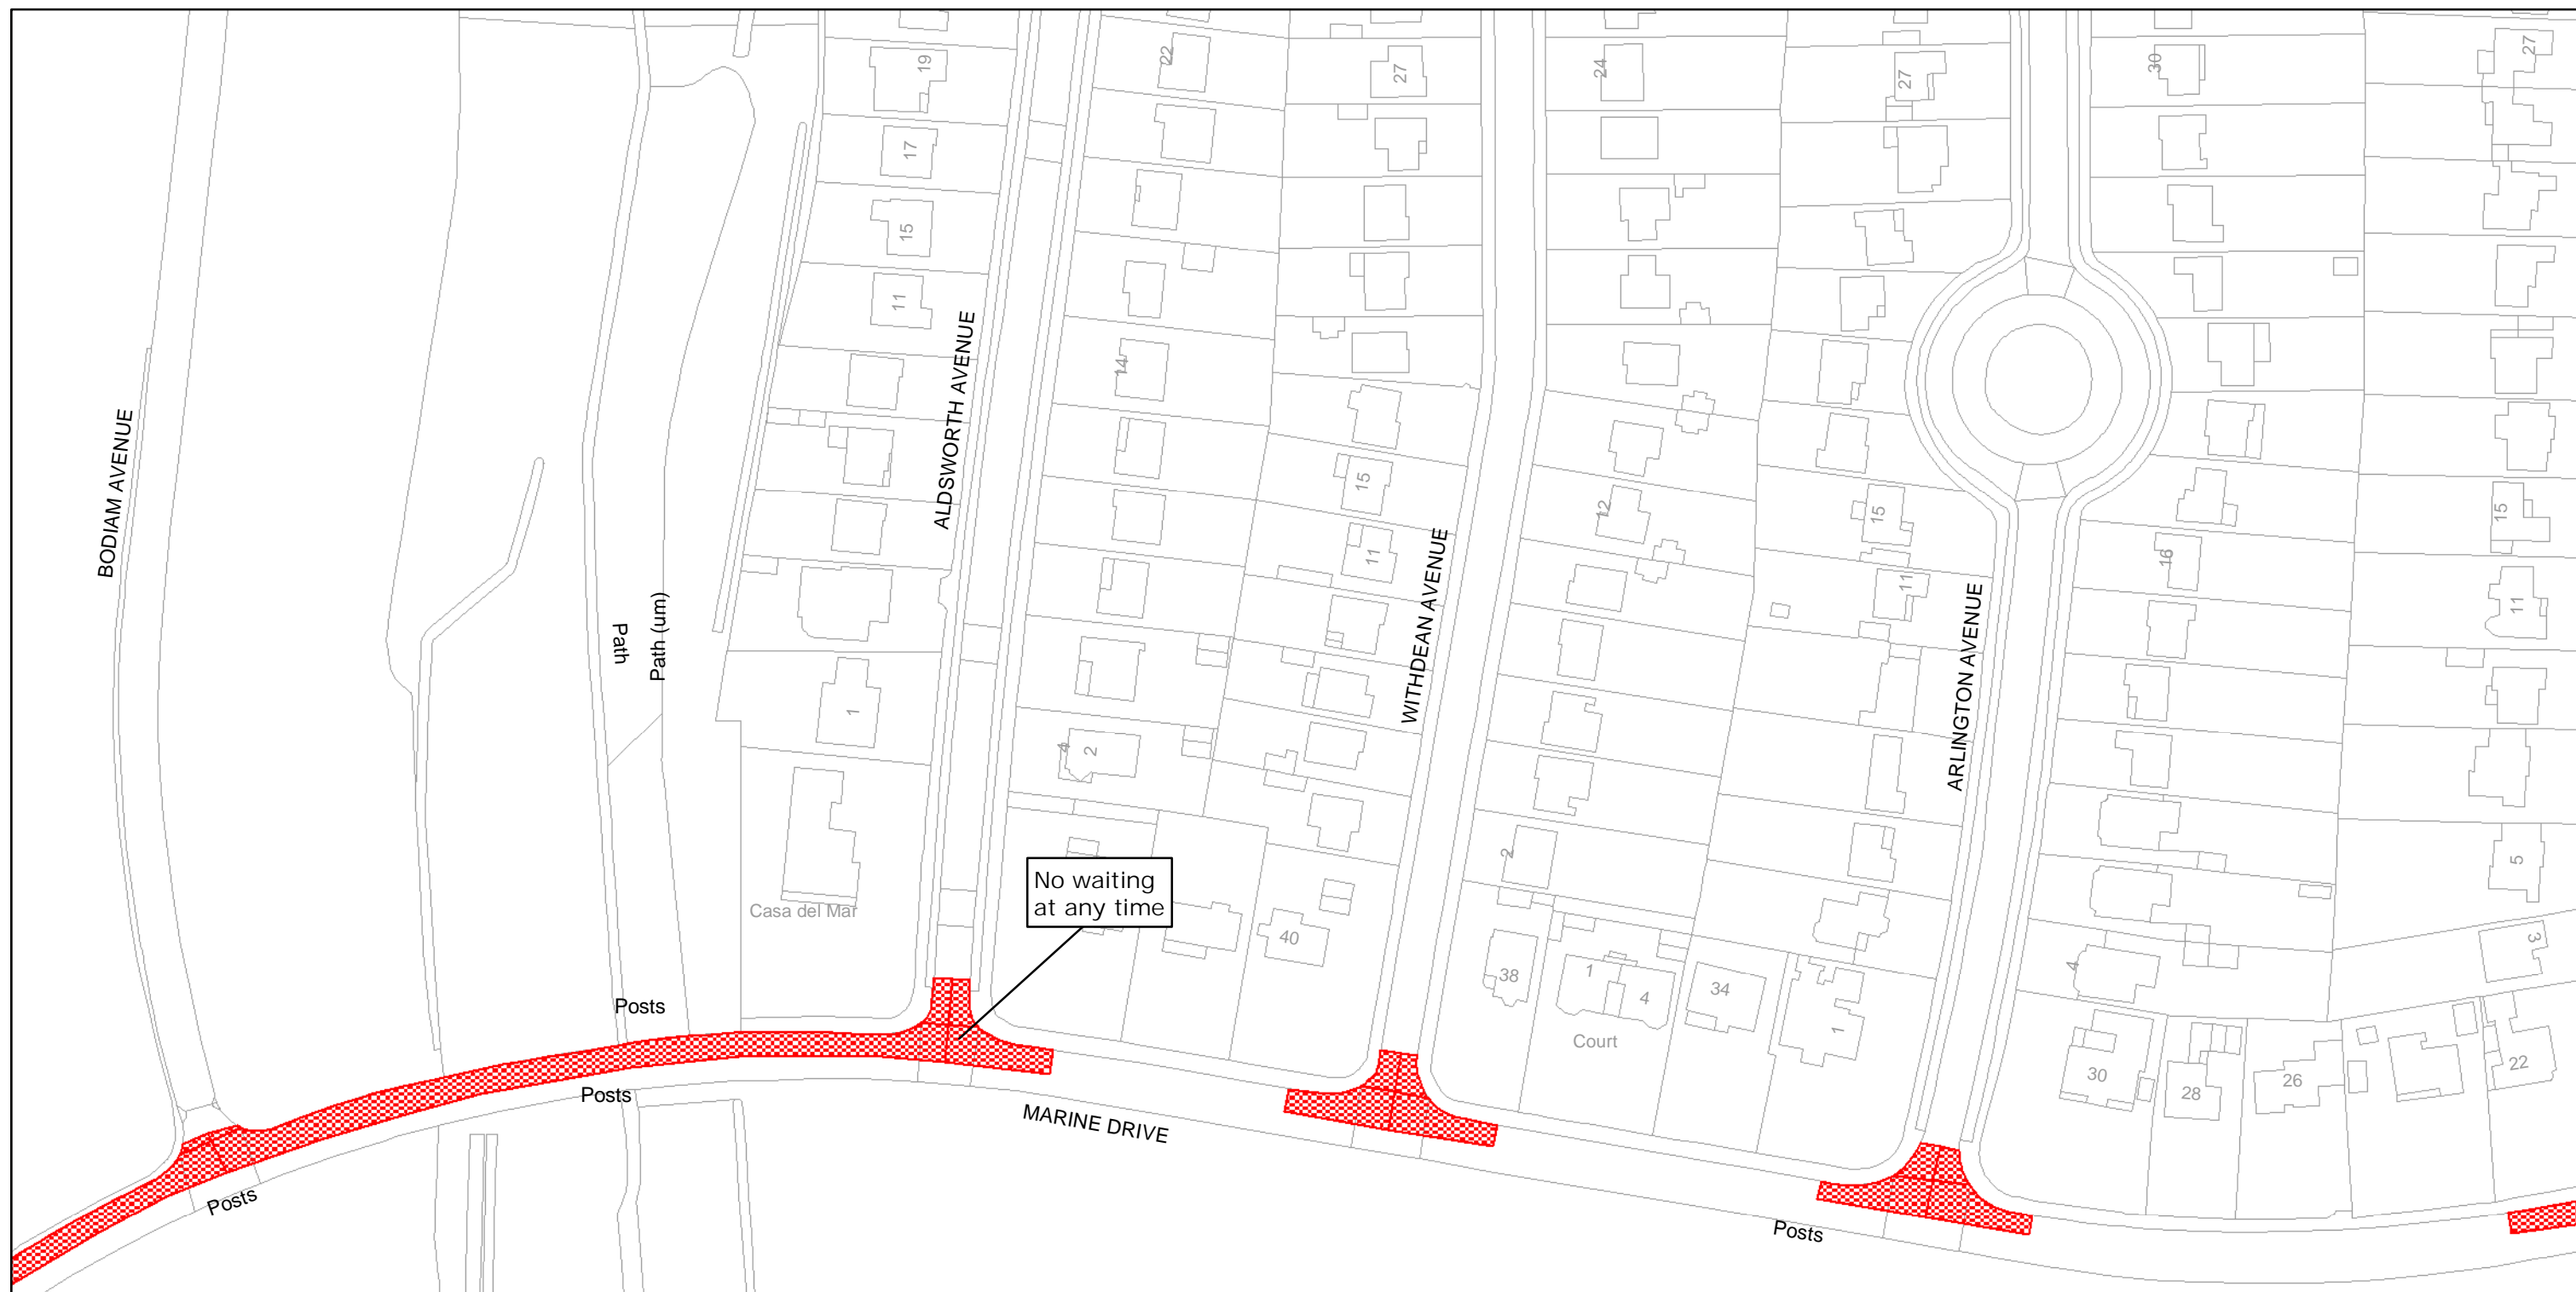 19
22
27
24
27
30
27
17
15
11
14
BODIAM AVENUE
ALDSWORTH AVENUE
15
12
15
15
11
WITHDEAN AVENUE
16
11
11
Path
Path (um)
ARLINGTON AVENUE
1
4
2
2
5
No waiting
at any time
Casa del Mar
40
38
1
4
34
1
4
3
Posts
Court
30
28
26
22
Posts
MARINE DRIVE
Posts
Posts